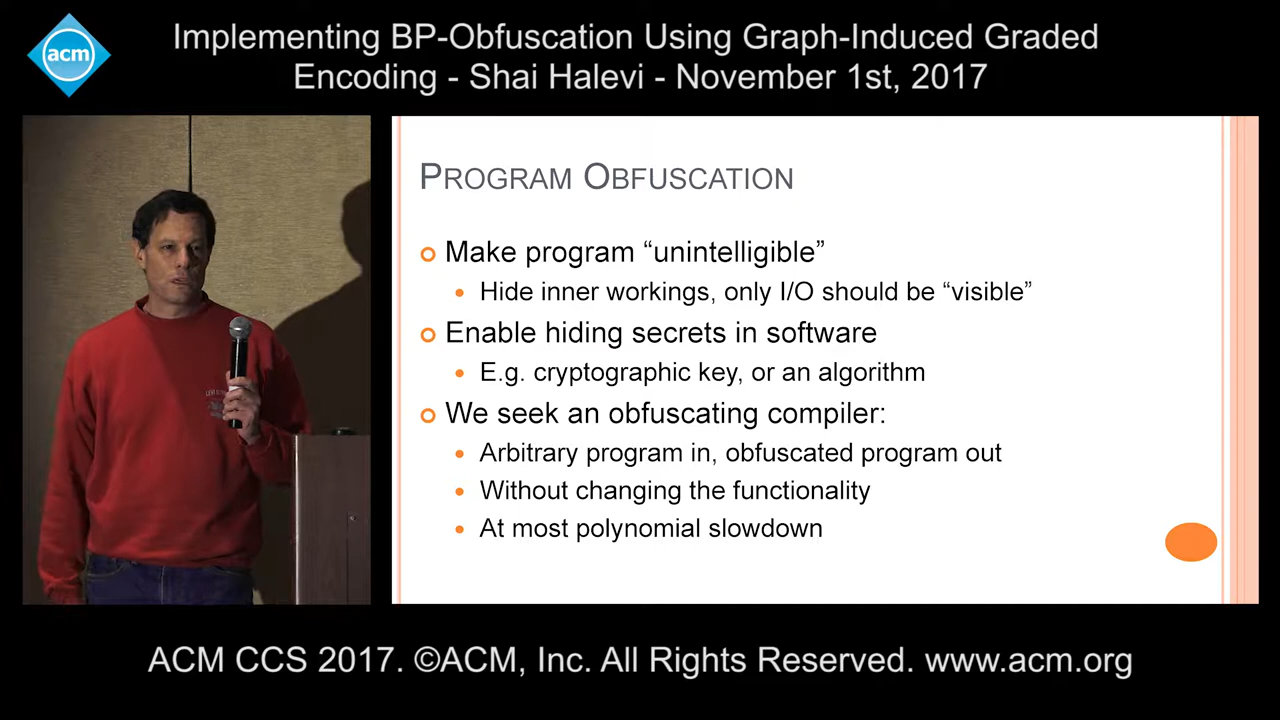 acm
Implementing BP-Obfuscation Using Graph-Induced Graded
Encoding - Shai Halevi - November 1st, 2017
PROGRAM OBFUSCATION
Make program “unintelligible”
Hide inner workings, only I/O should be “visible”
Enable hiding secrets in software
E.g. cryptographic key, or an algorithm
We seek an obfuscating compiler:
Arbitrary program in, obfuscated program out
Without changing the functionality
At most polynomial slowdown
ACM CCS 2017. ©ACM, Inc. All Rights Reserved. www.acm.org